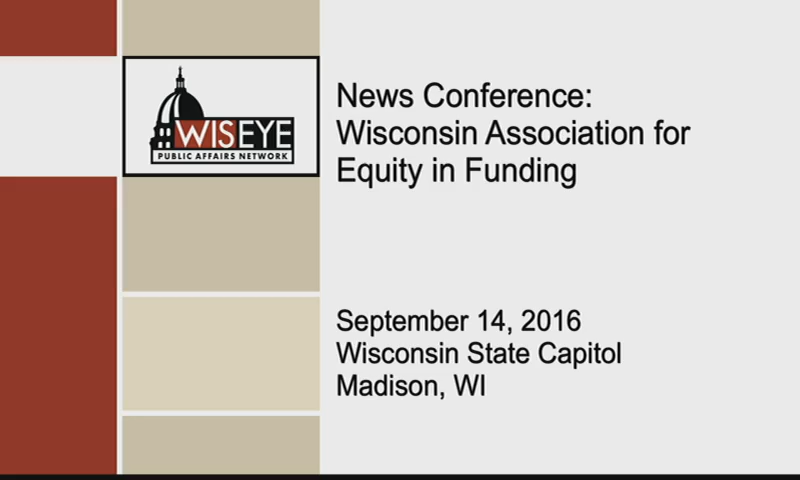 WISEYE
PUBLIC AFFAIRS NETWORK
News Conference:
Wisconsin Association for
Equity in Funding
September 14, 2016
Wisconsin State Capitol
Madison, WI